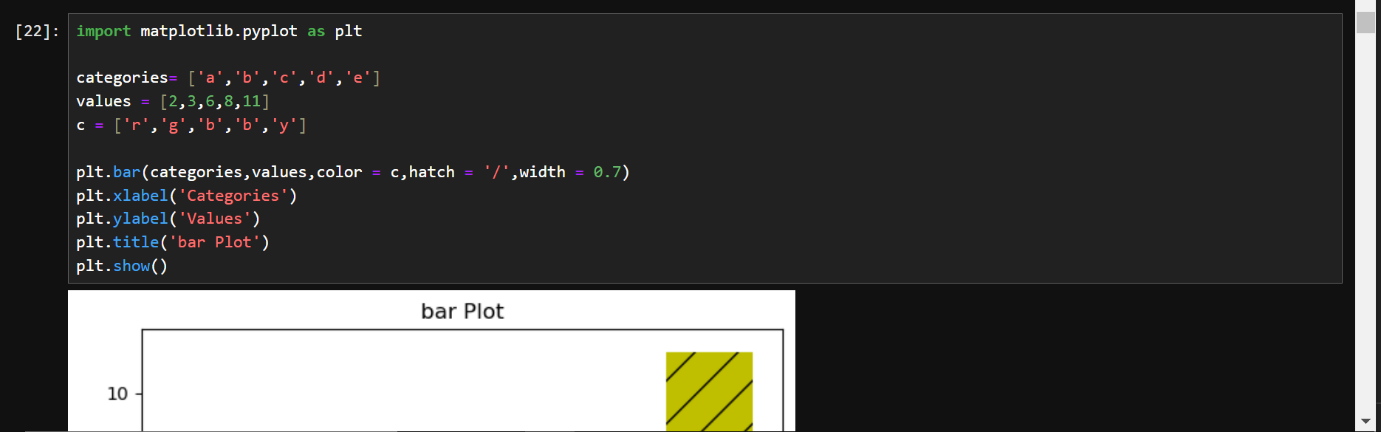 [22]: import matplotlib.pyplot as plt
categories= ['a','b','c','d','e']
values = [2,3,6,8,11]
c = ['r','g','b','b','y']
plt.bar(categories,values,color = c,hatch = '/',width = 0.7)
plt.xlabel('Categories')
plt.ylabel('Values')
plt.title('bar Plot')
plt.show()
bar Plot
10